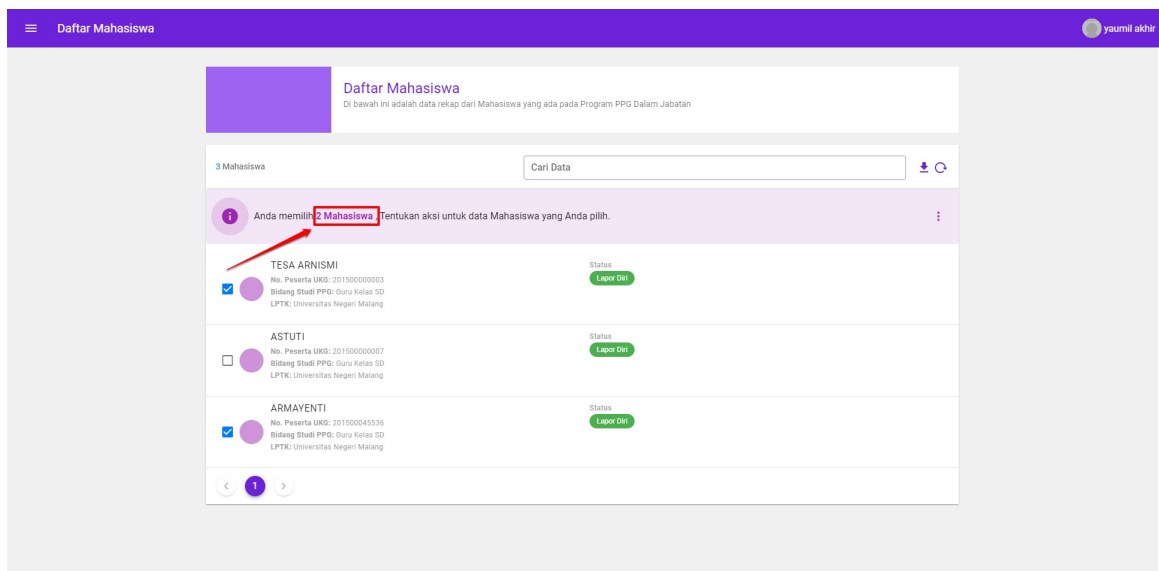 Daftar Mahasiswa
yaumil akhir
Daftar Mahasiswa
Di bawah ini adalah data rekap dari Mahasiswa yang ada pada Program PPG Dalam Jabatan
3 Mahasiswa
Cari Data
Anda memilih 2 Mahasiswa , Tentukan aksi untuk data Mahasiswa yang Anda pilih.
TESA ARNISMI
No. Peserta UKG: 201500000003
Bidang Studi PPG: Guru Kelas SD
LPTK: Universitas Negeri Malang
Status
Lapor Diri
ASTUTI
No. Peserta UKG: 201500000007
Bidang Studi PPG: Guru Kelas SD
LPTK: Universitas Negeri Malang
Status
Lapor Diri
ARMAYENTI
No. Peserta UKG: 201500045536
Bidang Studi PPG: Guru Kelas SD
LPTK: Universitas Negeri Malang
Status
Lapor Diri
1